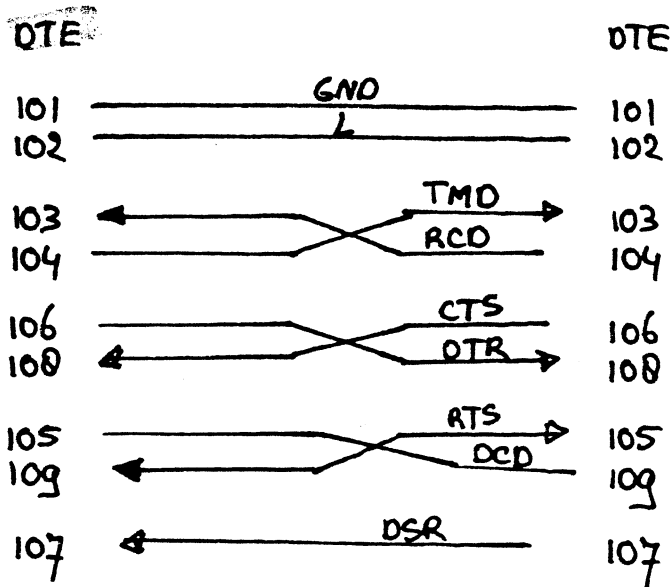 DTE DTE
101 GND 101
102 L 102
103 TMD 103
104 RCD 104
106 CTS 106
108 DTR 108
105 RTS 105
109 DCD 109
107 DSR 107